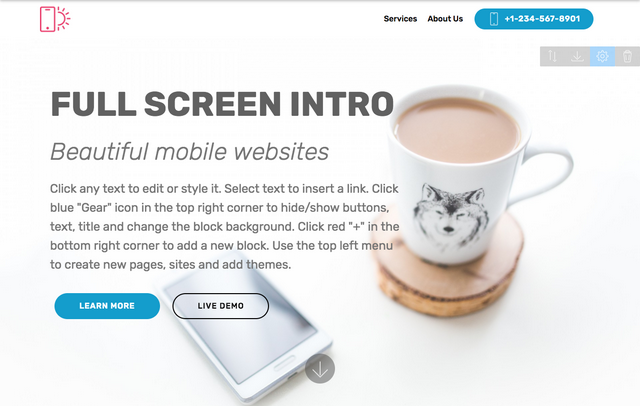 Services About Us +1-234-567-8901
FULL SCREEN INTRO
Beautiful mobile websites
Click any text to edit or style it. Select text to insert a link. Click
blue "Gear" icon in the top right corner to hide/show buttons,
text, title and change the block background. Click red "+" in the
bottom right corner to add a new block. Use the top left menu
to create new pages, sites and add themes.
LEARN MORE LIVE DEMO